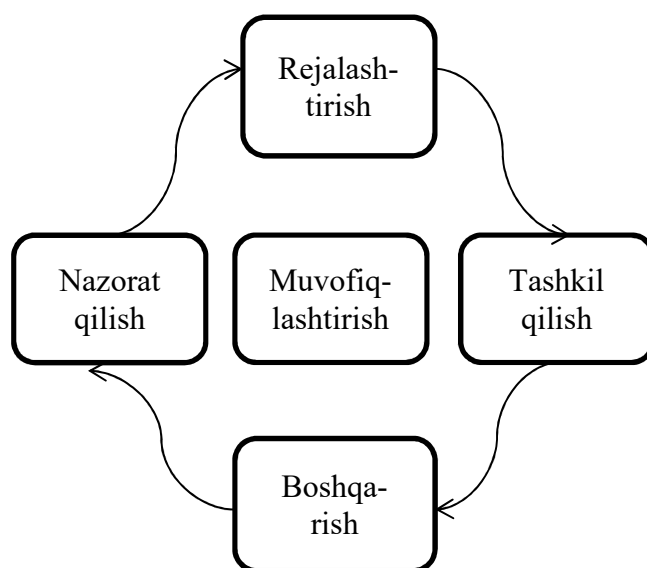 Rejalash-
tirish
Nazorat
qilish
Muvofiq-
lashtirish
Tashkil
qilish
Boshqa-
rish